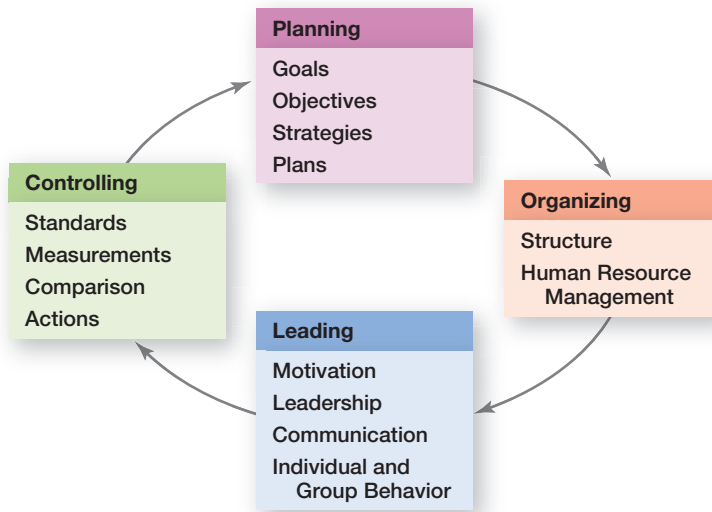 Planning
Goals
Objectives
Strategies
Plans
Organizing
Structure
Human Resource
Management
Leading
Motivation
Leadership
Communication
Individual and
Group Behavior
Controlling
Standards
Measurements
Comparison
Actions